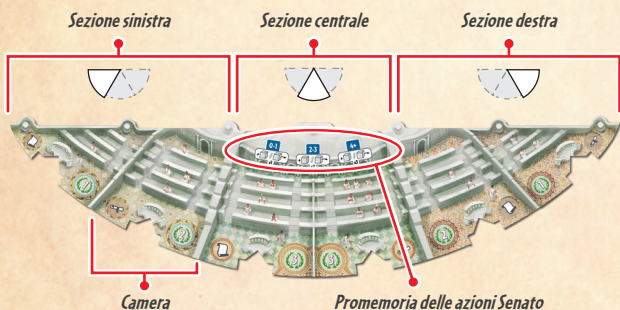 Sezione sinistra
Sezione centrale
Sezione destra
0-1
2-3
4+
Camera
Promemoria delle azioni Senato